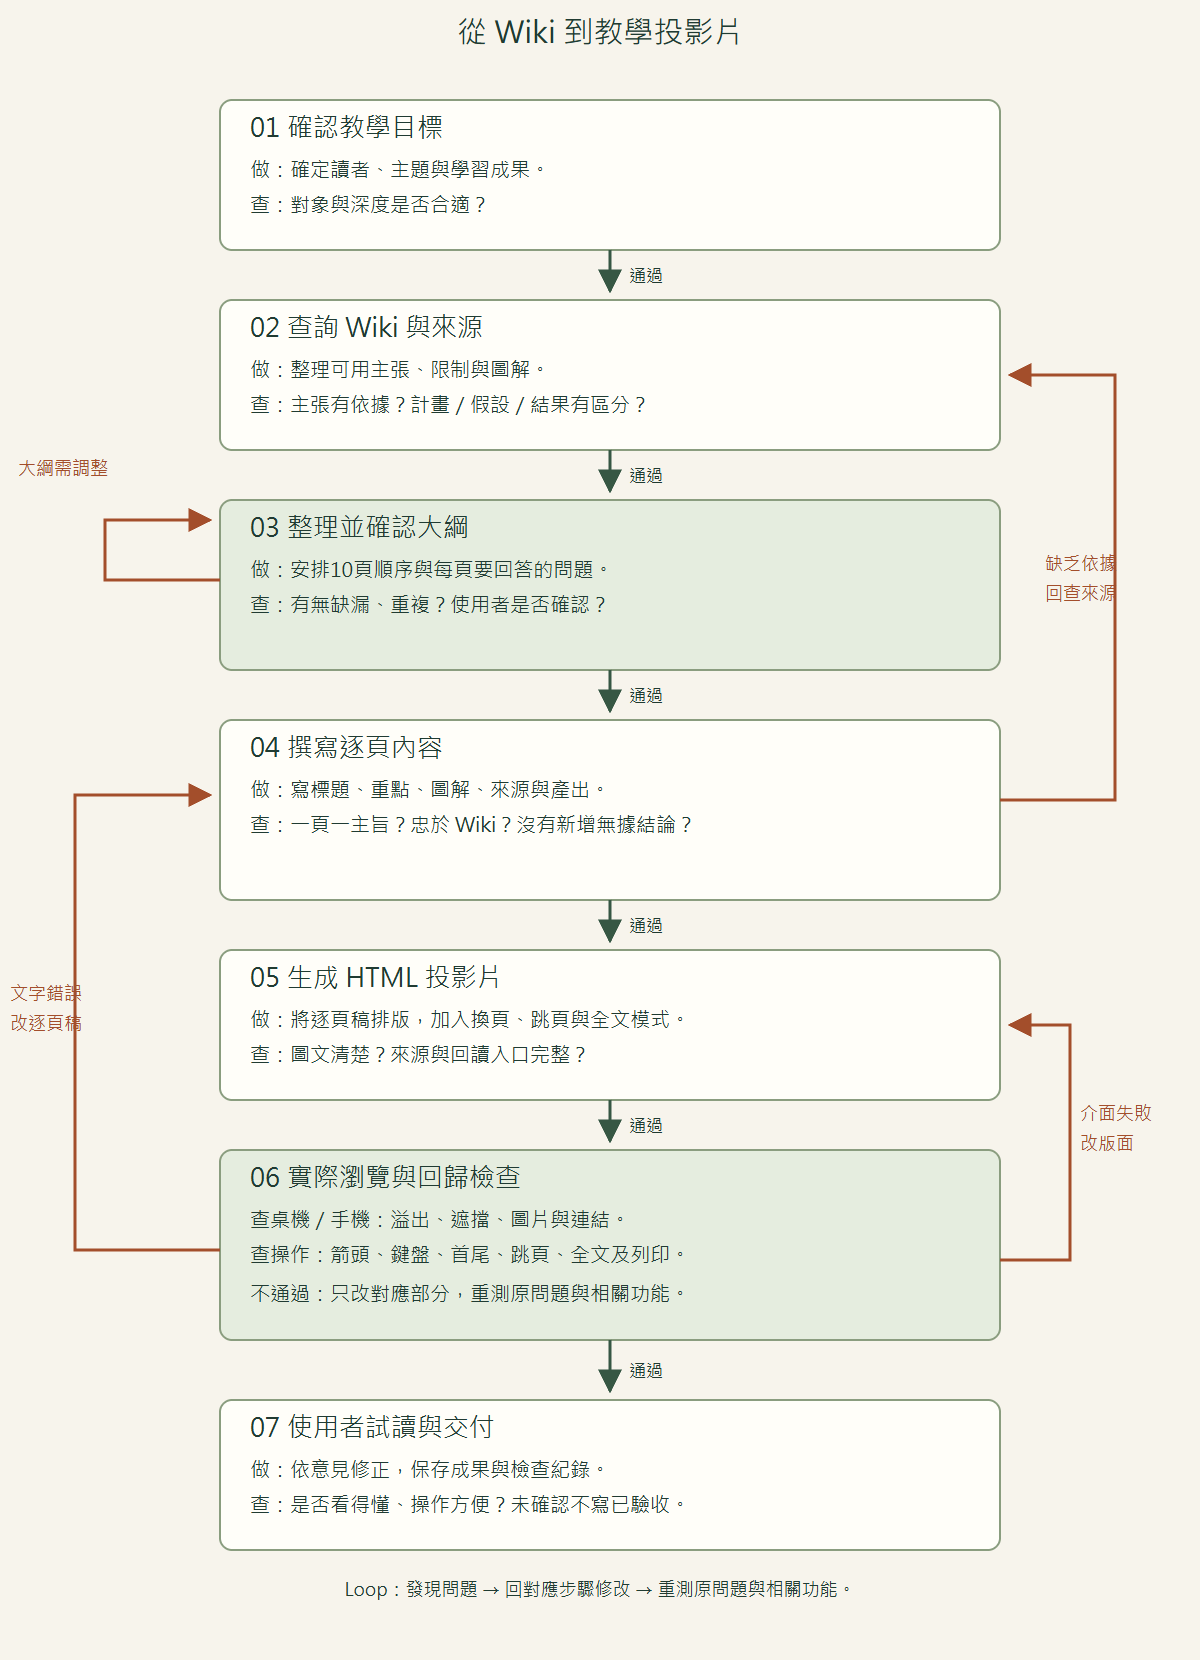 從 Wiki 到教學投影片
01 確認教學目標
做：確定讀者、主題與學習成果。
查：對象與深度是否合適？
通過
02 查詢 Wiki 與來源
做：整理可用主張、限制與圖解。
查：主張有依據？計畫 / 假設 / 結果有區分？
通過
大綱需調整
03 整理並確認大綱
做：安排10頁順序與每頁要回答的問題。
查：有無缺漏、重複？使用者是否確認？
缺乏依據
回查來源
通過
04 撰寫逐頁內容
做：寫標題、重點、圖解、來源與產出。
查：一頁一主旨？忠於 Wiki？沒有新增無據結論？
通過
文字錯誤
改逐頁稿
05 生成 HTML 投影片
做：將逐頁稿排版，加入換頁、跳頁與全文模式。
查：圖文清楚？來源與回讀入口完整？
通過
介面失敗
改版面
06 實際瀏覽與回歸檢查
查桌機 / 手機：溢出、遮擋、圖片與連結。
查操作：箭頭、鍵盤、首尾、跳頁、全文及列印。
不通過：只改對應部分，重測原問題與相關功能。
通過
07 使用者試讀與交付
做：依意見修正，保存成果與檢查紀錄。
查：是否看得懂、操作方便？未確認不寫已驗收。
Loop：發現問題 → 回對應步驟修改 → 重測原問題與相關功能。